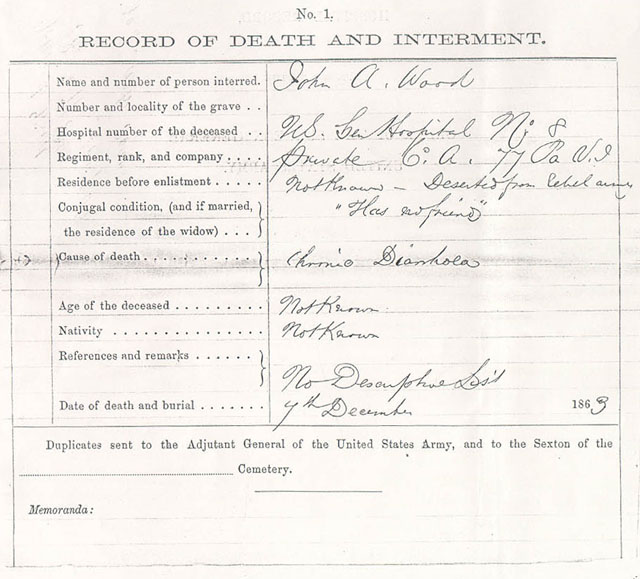 No. 1.
RECORD OF DEATH AND INTERMENT.
Name and number of person interred. John A. Wood
Number and locality of the grave . .
Hospital number of the deceased . . US. Gen Hospital No. 8
Regiment, rank, and company . . . . private C. A. 77 Pa V. I
Residence before enlistment . . . . Not Known – Deserted from rebel army
Conjugal condition, (and if married, "Has no friend"
the residence of the widow) . . .
Cause of death . . . . . . . . . . . Chronic Diarrhoea
Age of the deceased . . . . . . . . . Not Known
Nativity . . . . . . . . . . . . . . Not Known
References and remarks . . . . . .
No Descriptive List
Date of death and burial . . . . . . . 7th December 1863
Duplicates sent to the Adjutant General of the United States Army, and to the Sexton of the
Cemetery.
Memoranda: